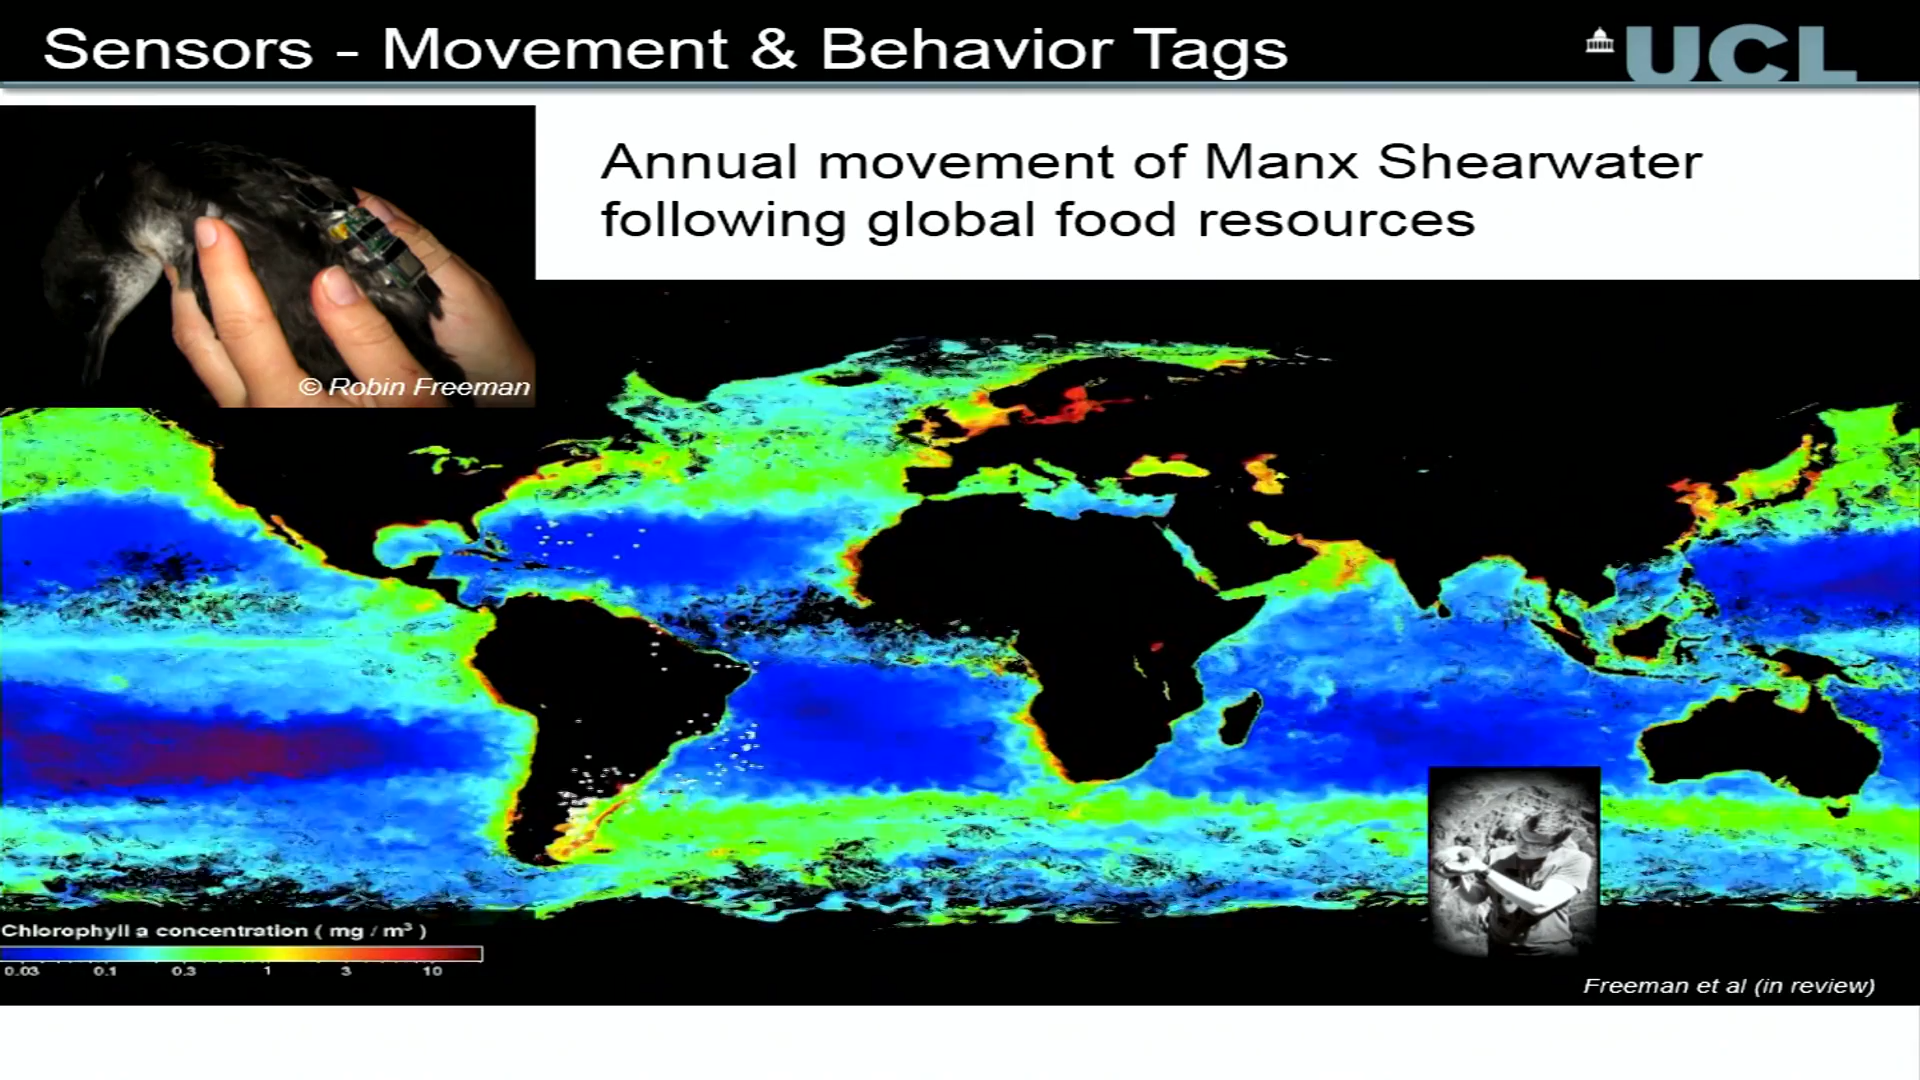 Sensors - Movement & Behavior Tags
UCL
Annual movement of Manx Shearwater
following global food resources
© Robin Freeman
Chlorophyll a concentration ( mg / m³ )
0.03 0.1 0.3 1 3 10
Freeman et al (in review)